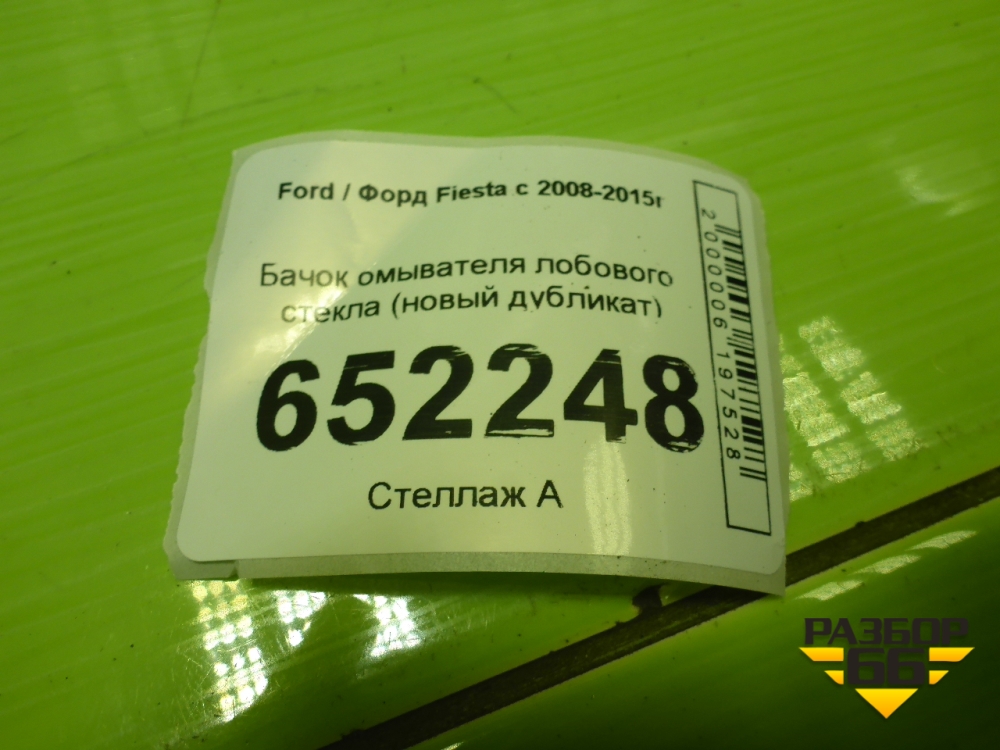 Ford / Форд Fiesta с 2008-2015г
Бачок омывателя лобового
стекла (новый дубликат)
652248
Стеллаж А
2000006197528
РАЗБОР
66